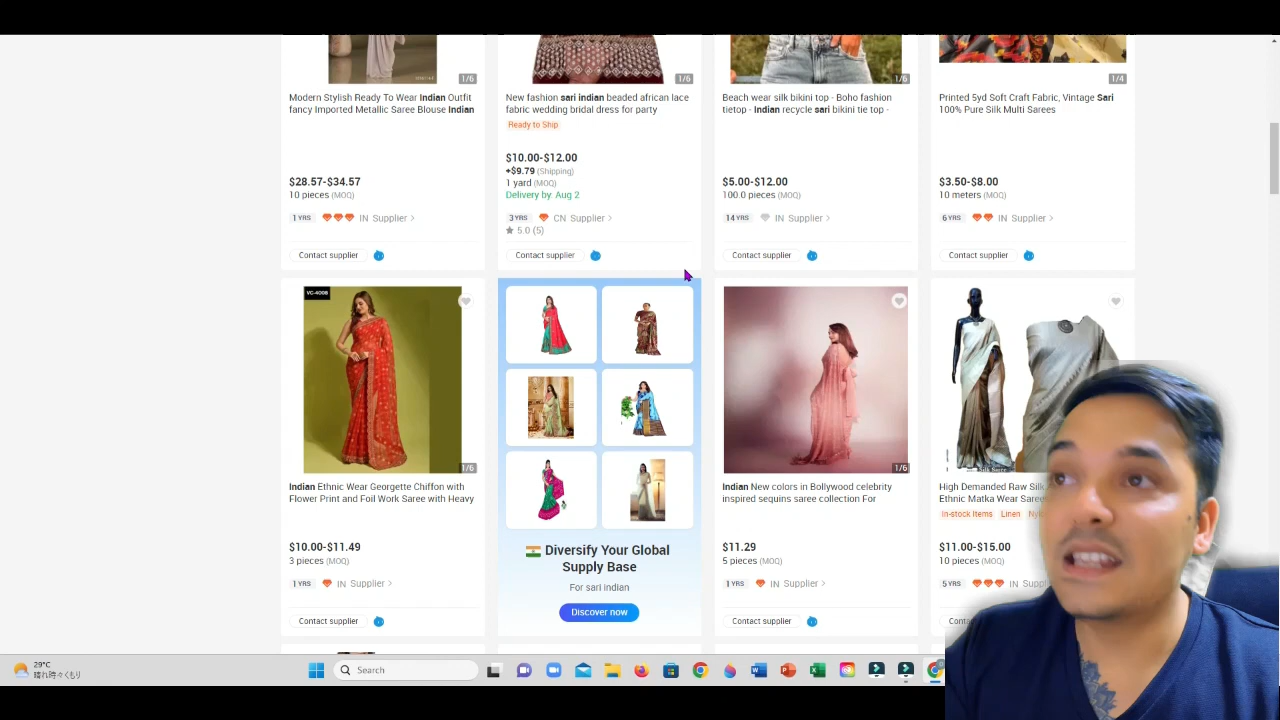 1/6
1/6
1/6
1/4
Modern Stylish Ready To Wear Indian Outfit
fancy Imported Metallic Saree Blouse Indian
$28.57-$34.57
10 pieces (MOQ)
1 YRS IN Supplier >
Contact supplier
New fashion sari indian beaded african lace
fabric wedding bridal dress for party
Ready to Ship
$10.00-$12.00
+$9.79 (Shipping)
1 yard (MOQ)
Delivery by Aug 2
3 YRS CN Supplier >
5.0 (5)
Contact supplier
Beach wear silk bikini top - Boho fashion
tietop - Indian recycle sari bikini tie top -
$5.00-$12.00
100.0 pieces (MOQ)
14 YRS IN Supplier >
Contact supplier
Printed 5yd Soft Craft Fabric, Vintage Sari
100% Pure Silk Multi Sarees
$3.50-$8.00
10 meters (MOQ)
6 YRS IN Supplier >
Contact supplier
VC-4098
1/6
Indian Ethnic Wear Georgette Chiffon with
Flower Print and Foil Work Saree with Heavy
$10.00-$11.49
3 pieces (MOQ)
1 YRS IN Supplier >
Contact supplier
Diversify Your Global
Supply Base
For sari indian
Discover now
1/6
Indian New colors in Bollywood celebrity
inspired sequins saree collection For
$11.29
5 pieces (MOQ)
1 YRS IN Supplier >
Contact supplier
High Demanded Raw Silk
Ethnic Matka Wear Sarees
In-stock Items Linen
$11.00-$15.00
10 pieces (MOQ)
5 YRS IN Supplier
29°C
晴れ時々くもり
Search